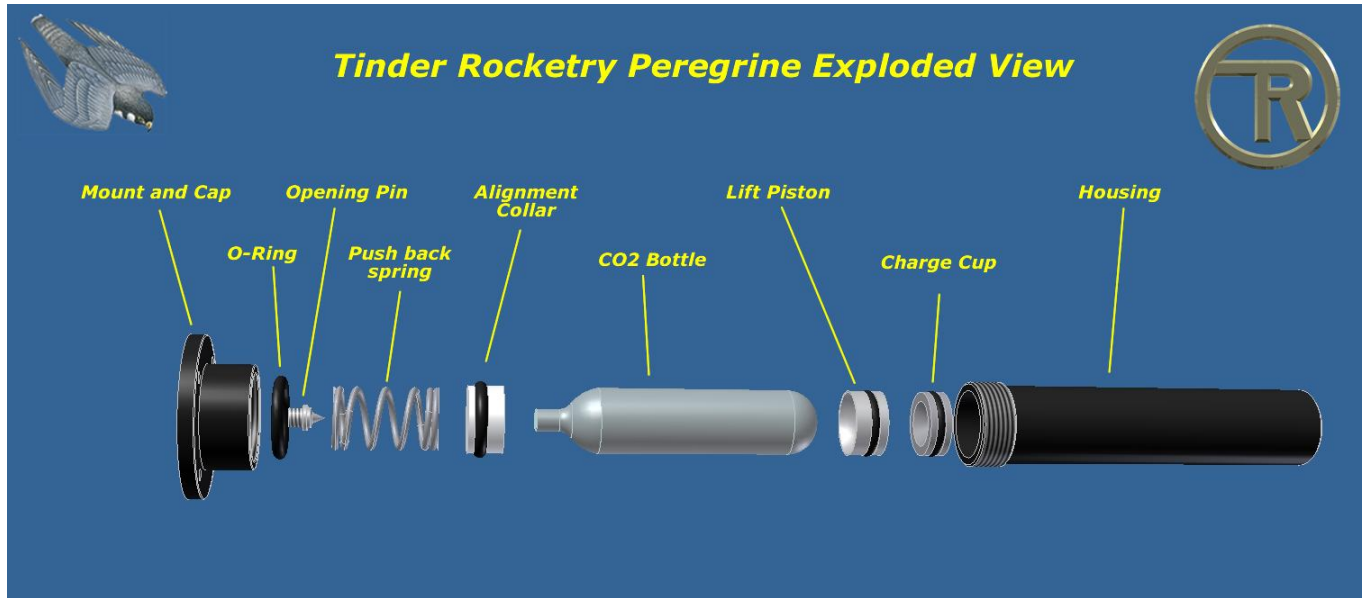 Tinder Rocketry Peregrine Exploded View
TR
Mount and Cap
Opening Pin
Alignment
Collar
Lift Piston
Housing
O-Ring
Push back
spring
CO2 Bottle
Charge Cup